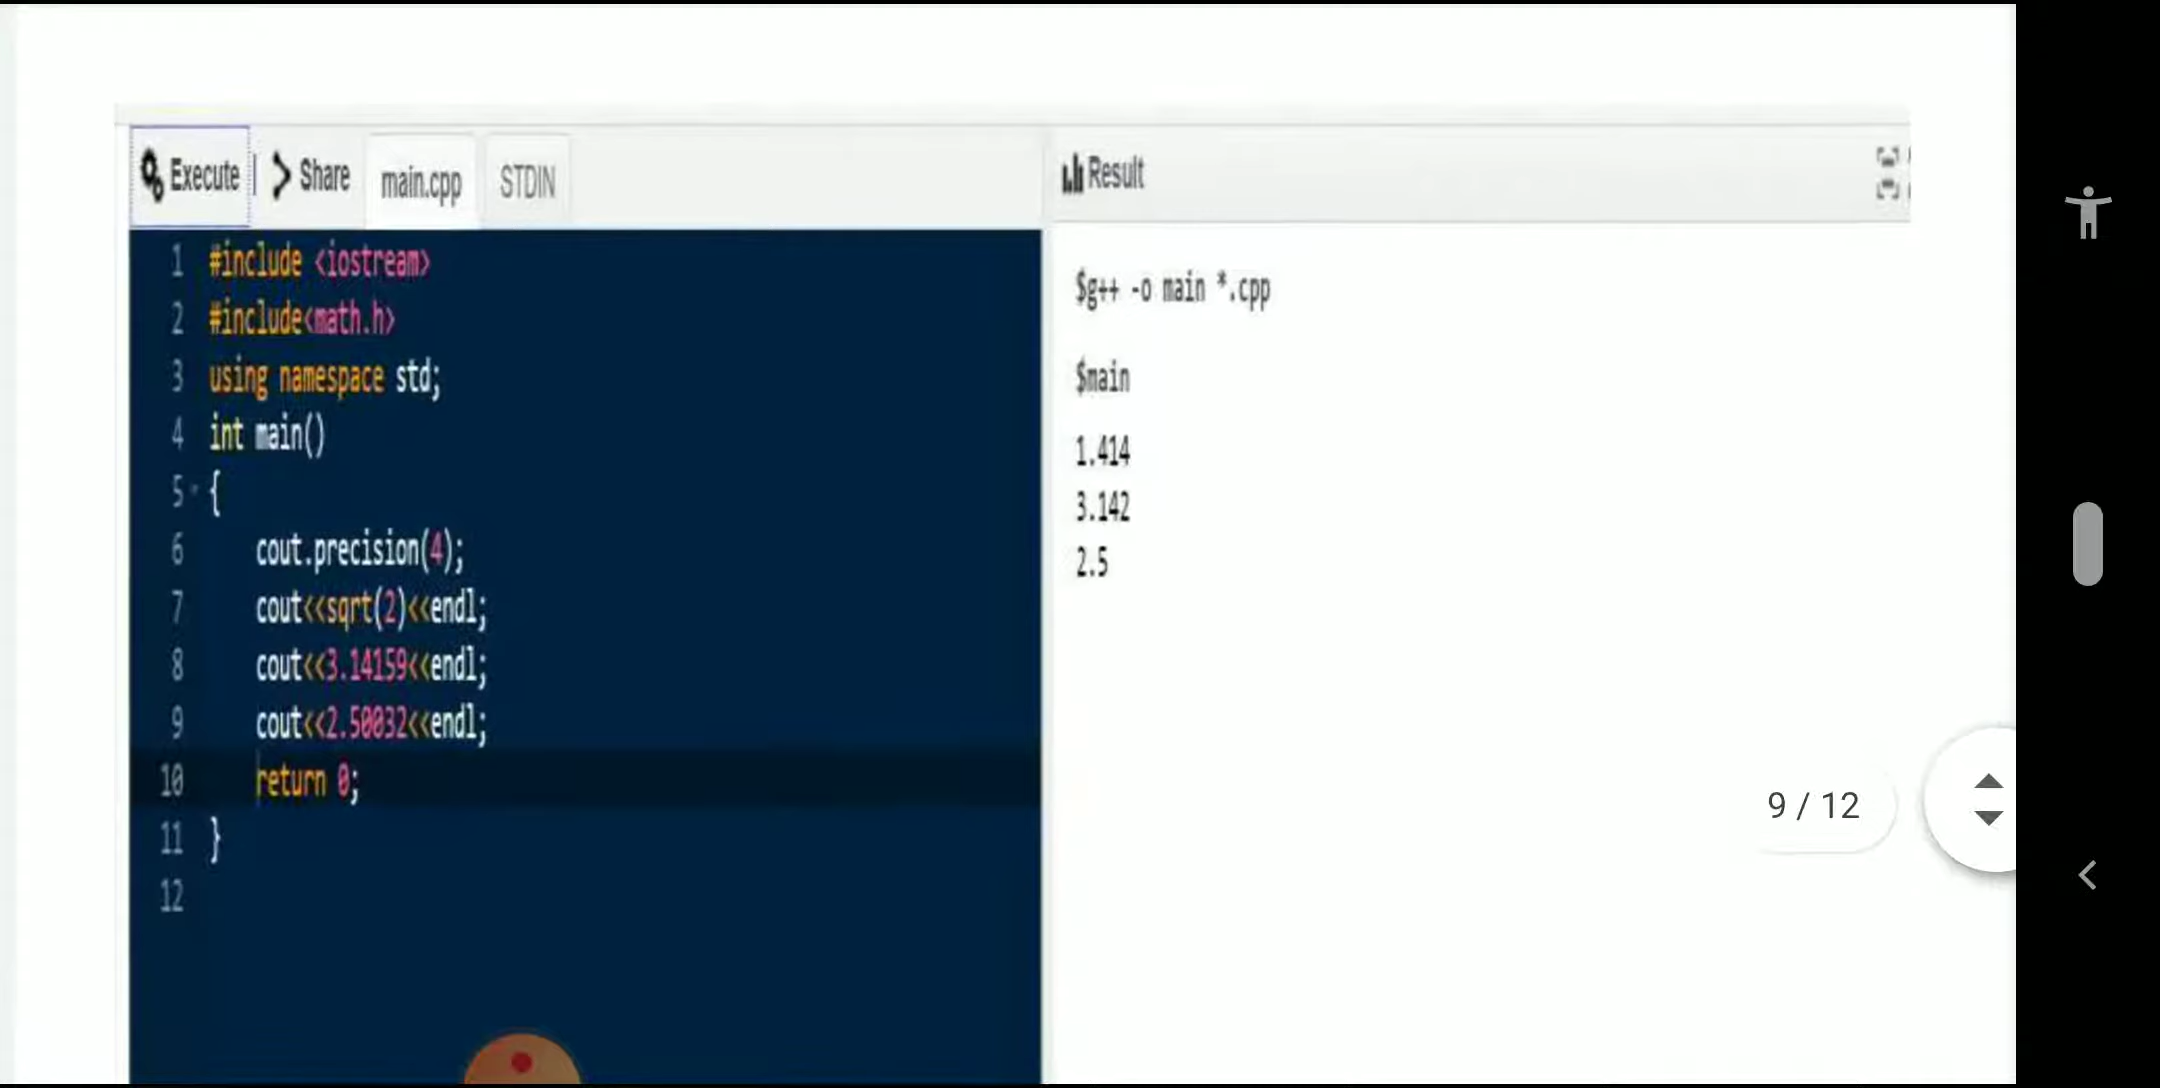 Execute | Share main.cpp STDIN
Result
1 #include <iostream>
2 #include<math.h>
3 using namespace std;
4 int main()
5 {
6 cout.precision(4);
7 cout<<sqrt(2)<<endl;
8 cout<<3.14159<<endl;
9 cout<<2.50032<<endl;
10 return 0;
11 }
12
$g++ -o main *.cpp
$main
1.414
3.142
2.5
9 / 12